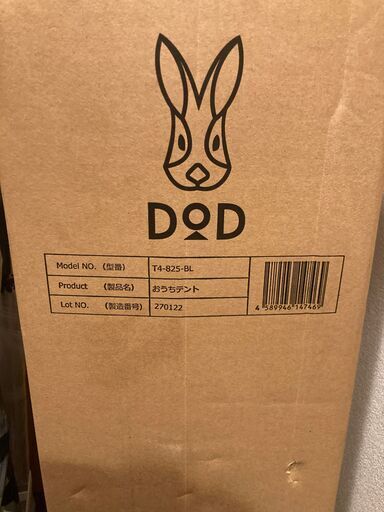 DOD
Model NO. (型番) T4-825-BL
Product (製品名) おうちテント
Lot NO. (製造番号) 270122
4 589946 147469